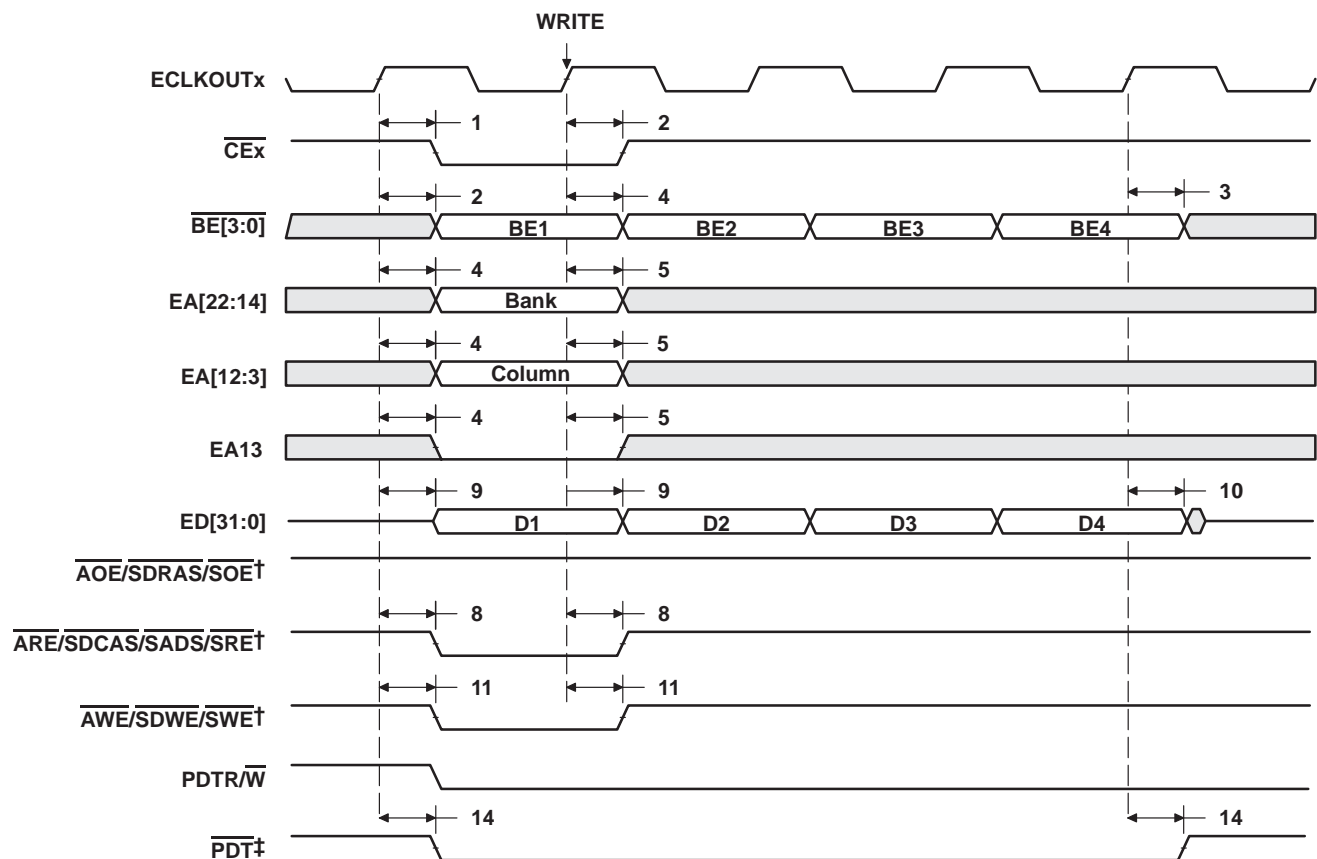 WRITE
ECLKOUTx
1 2
CEx
2 4 3
BE[3:0] BE1 BE2 BE3 BE4
4 5
EA[22:14] Bank
4 5
EA[12:3] Column
4 5
EA13
9 9 10
ED[31:0] D1 D2 D3 D4
AOE/SDRAS/SOE†
8 8
ARE/SDCAS/SADS/SRE†
11 11
AWE/SDWE/SWE†
PDTR/W
14 14
PDT‡